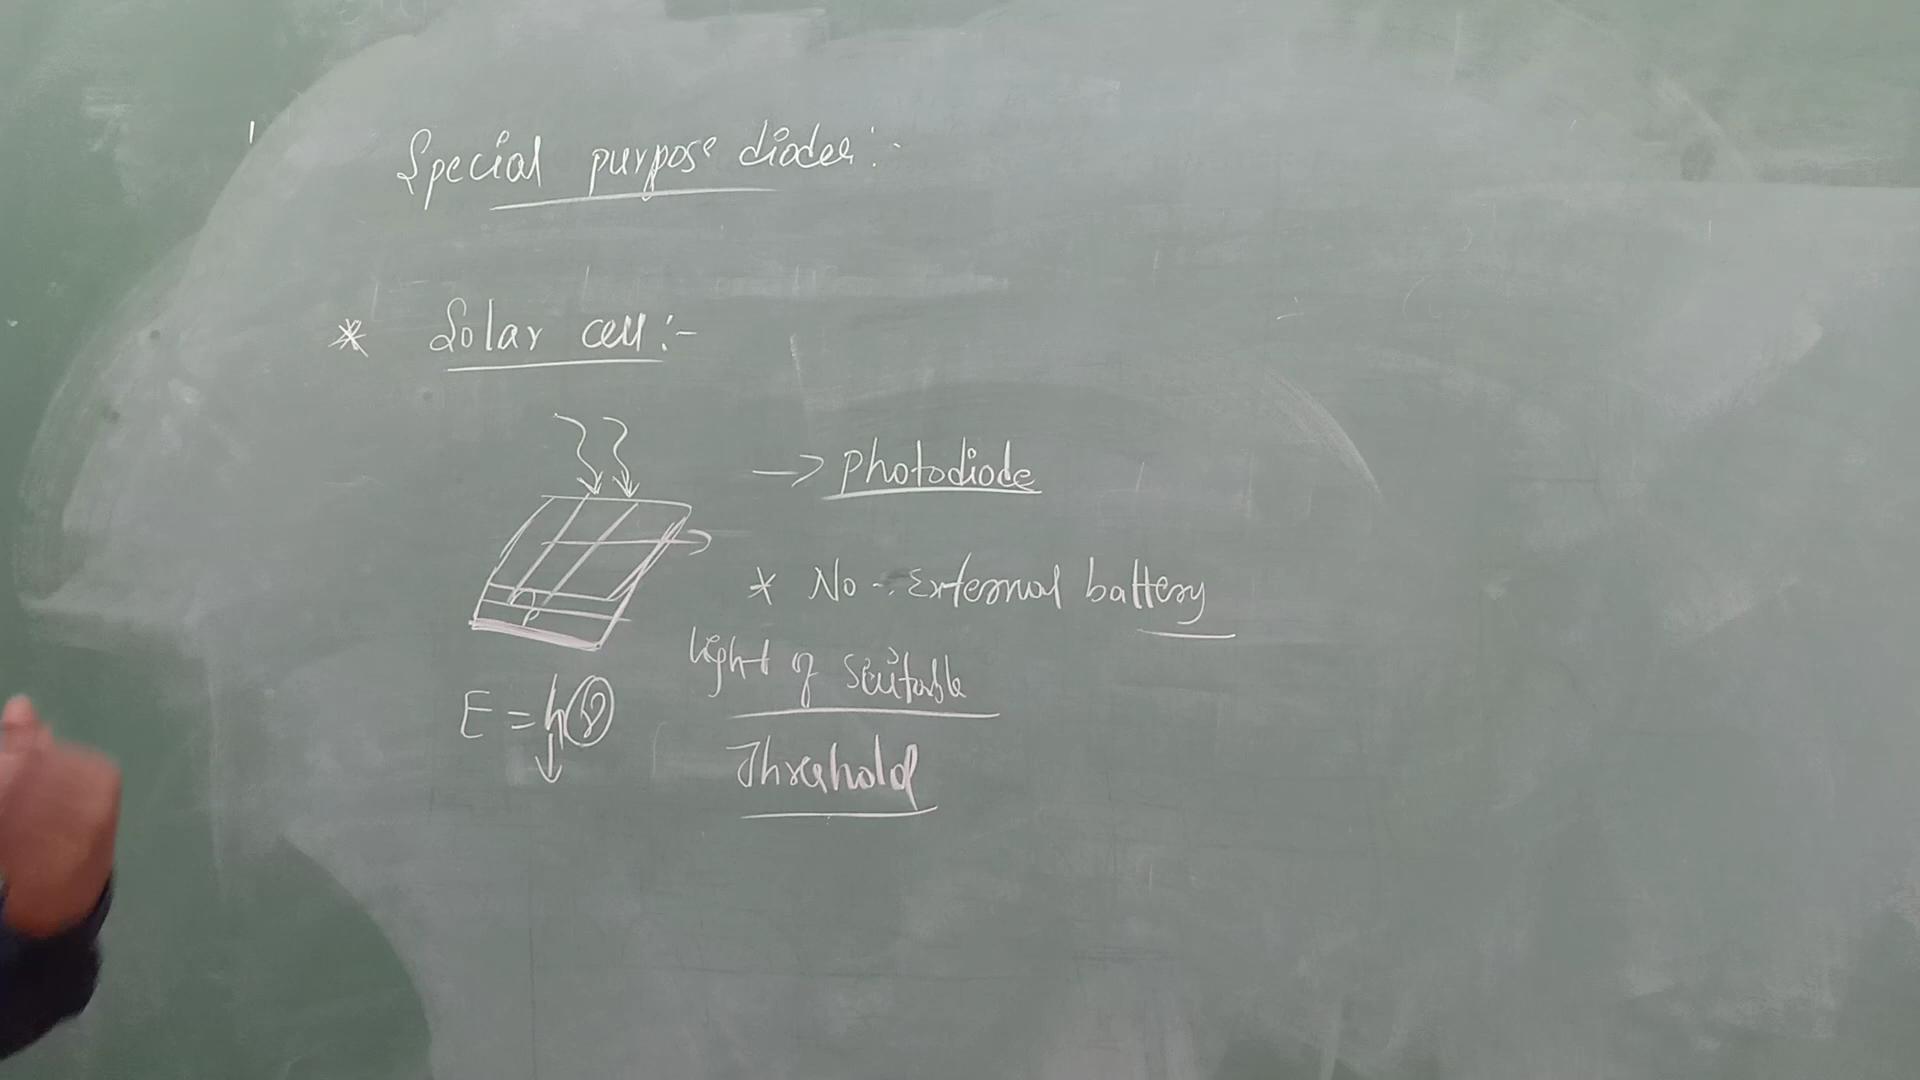 Special purpose diodes:-
* Solar cell:-
→ Photodiode
* No - External battery
light of suitable
Threshold
E = hν